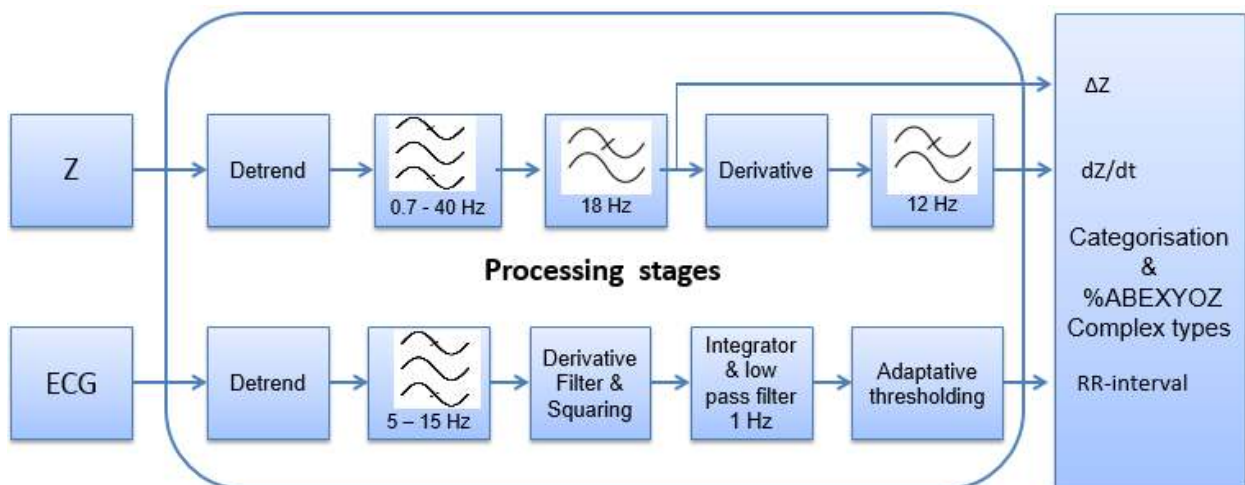 Z
Detrend
0.7 - 40 Hz
18 Hz
Derivative
12 Hz
Processing stages
ECG
Detrend
5 – 15 Hz
Derivative
Filter &
Squaring
Integrator
& low
pass filter
1 Hz
Adaptative
thresholding
ΔZ
dZ/dt
Categorisation
&
%ABEXYOZ
Complex types
RR-interval